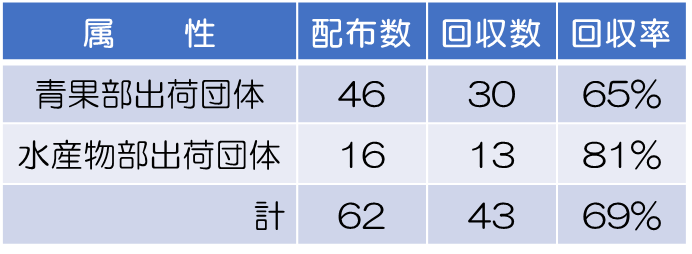 属　性 配布数 回収数 回収率
青果部出荷団体 46 30 65%
水産物部出荷団体 16 13 81%
計 62 43 69%